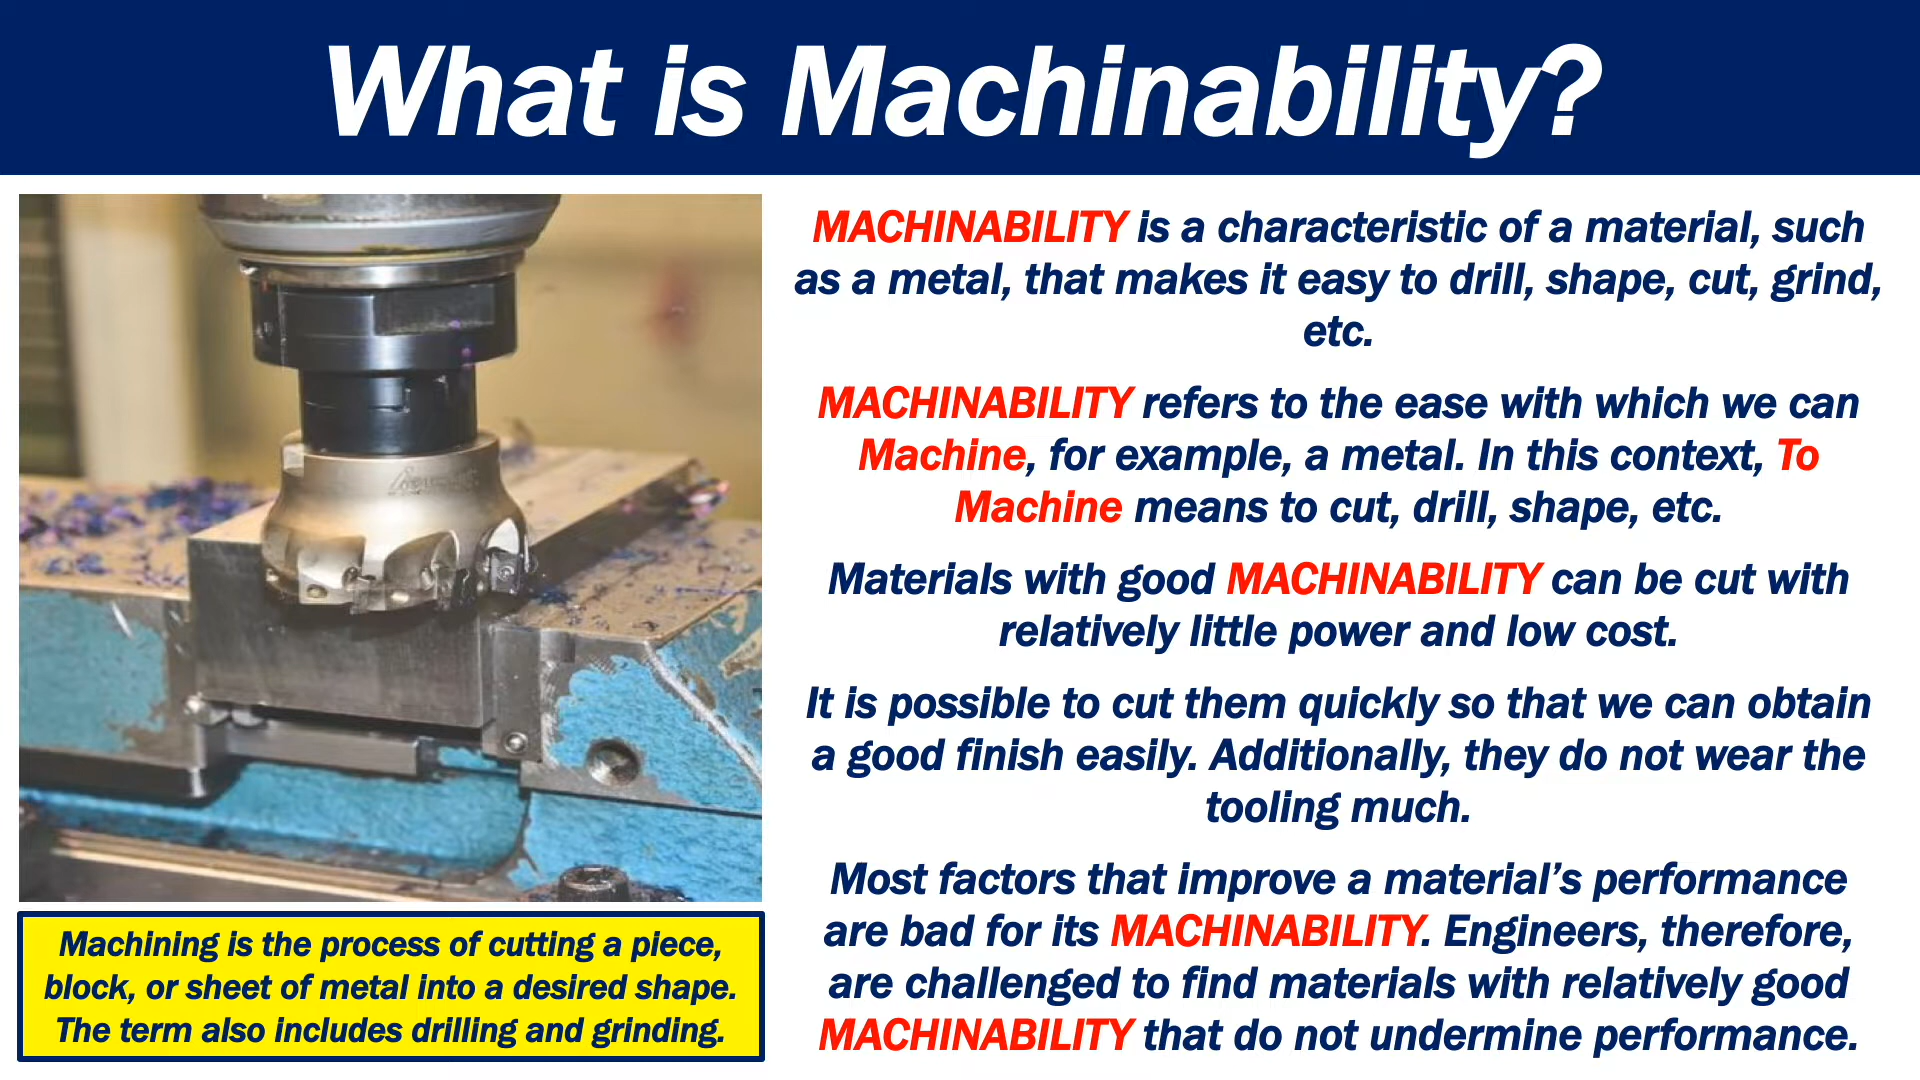 What is Machinability?
MACHINABILITY is a characteristic of a material, such
as a metal, that makes it easy to drill, shape, cut, grind,
etc.
MACHINABILITY refers to the ease with which we can
Machine, for example, a metal. In this context, To
Machine means to cut, drill, shape, etc.
Materials with good MACHINABILITY can be cut with
relatively little power and low cost.
It is possible to cut them quickly so that we can obtain
a good finish easily. Additionally, they do not wear the
tooling much.
Most factors that improve a material’s performance
are bad for its MACHINABILITY. Engineers, therefore,
are challenged to find materials with relatively good
MACHINABILITY that do not undermine performance.
Machining is the process of cutting a piece,
block, or sheet of metal into a desired shape.
The term also includes drilling and grinding.